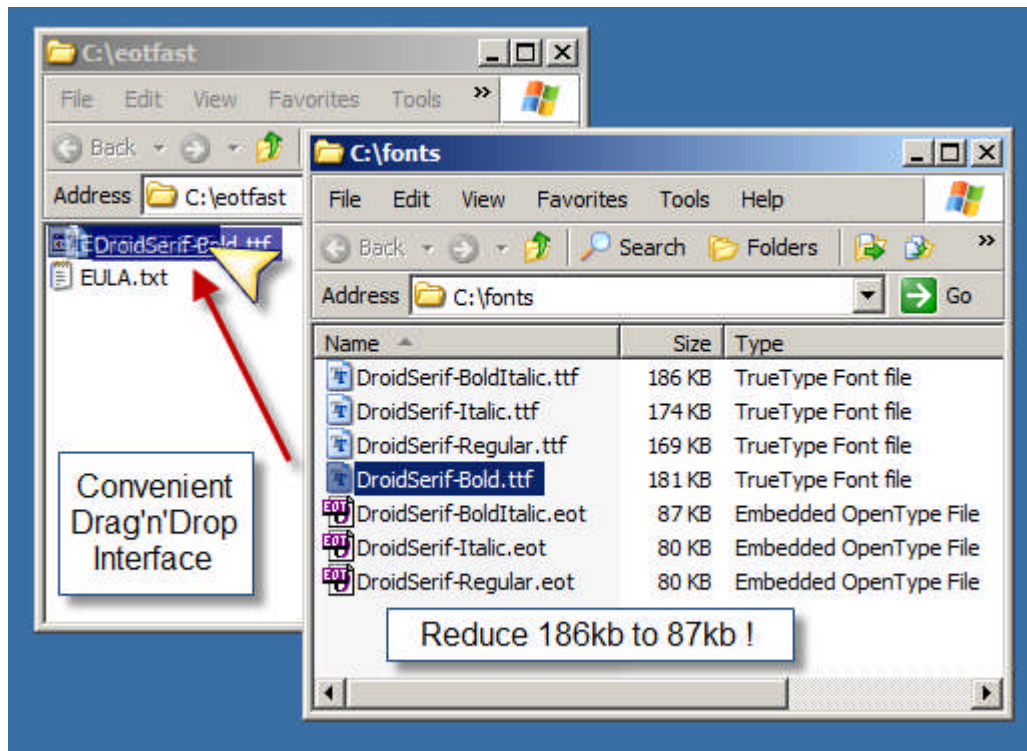 C:\eotfast
File Edit View Favorites Tools »
Back
Address C:\eotfast
EDroidSerif-Bold.ttf
EULA.txt
Convenient
Drag'n'Drop
Interface
C:\fonts
File Edit View Favorites Tools Help
Back Search Folders »
Address C:\fonts Go
Name Size Type
DroidSerif-BoldItalic.ttf 186 KB TrueType Font file
DroidSerif-Italic.ttf 174 KB TrueType Font file
DroidSerif-Regular.ttf 169 KB TrueType Font file
DroidSerif-Bold.ttf 181 KB TrueType Font file
DroidSerif-BoldItalic.eot 87 KB Embedded OpenType File
DroidSerif-Italic.eot 80 KB Embedded OpenType File
DroidSerif-Regular.eot 80 KB Embedded OpenType File
Reduce 186kb to 87kb !